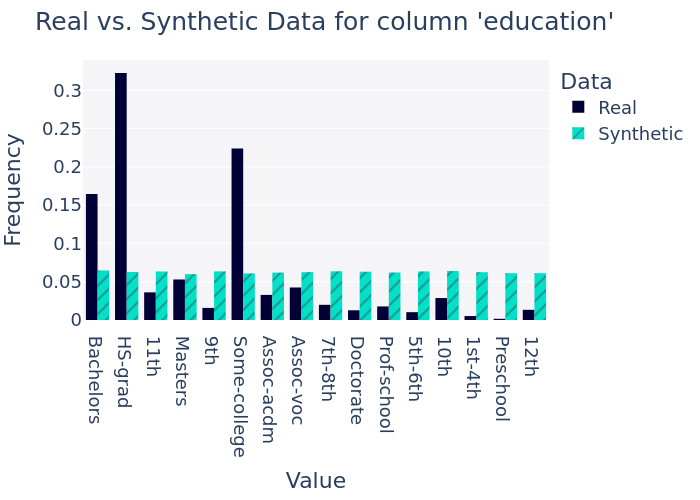 Real vs. Synthetic Data for column 'education'
Data
Real
Synthetic
Frequency
0.3
0.25
0.2
0.15
0.1
0.05
0
Bachelors
HS-grad
11th
Masters
9th
Some-college
Assoc-acdm
Assoc-voc
7th-8th
Doctorate
Prof-school
5th-6th
10th
1st-4th
Preschool
12th
Value